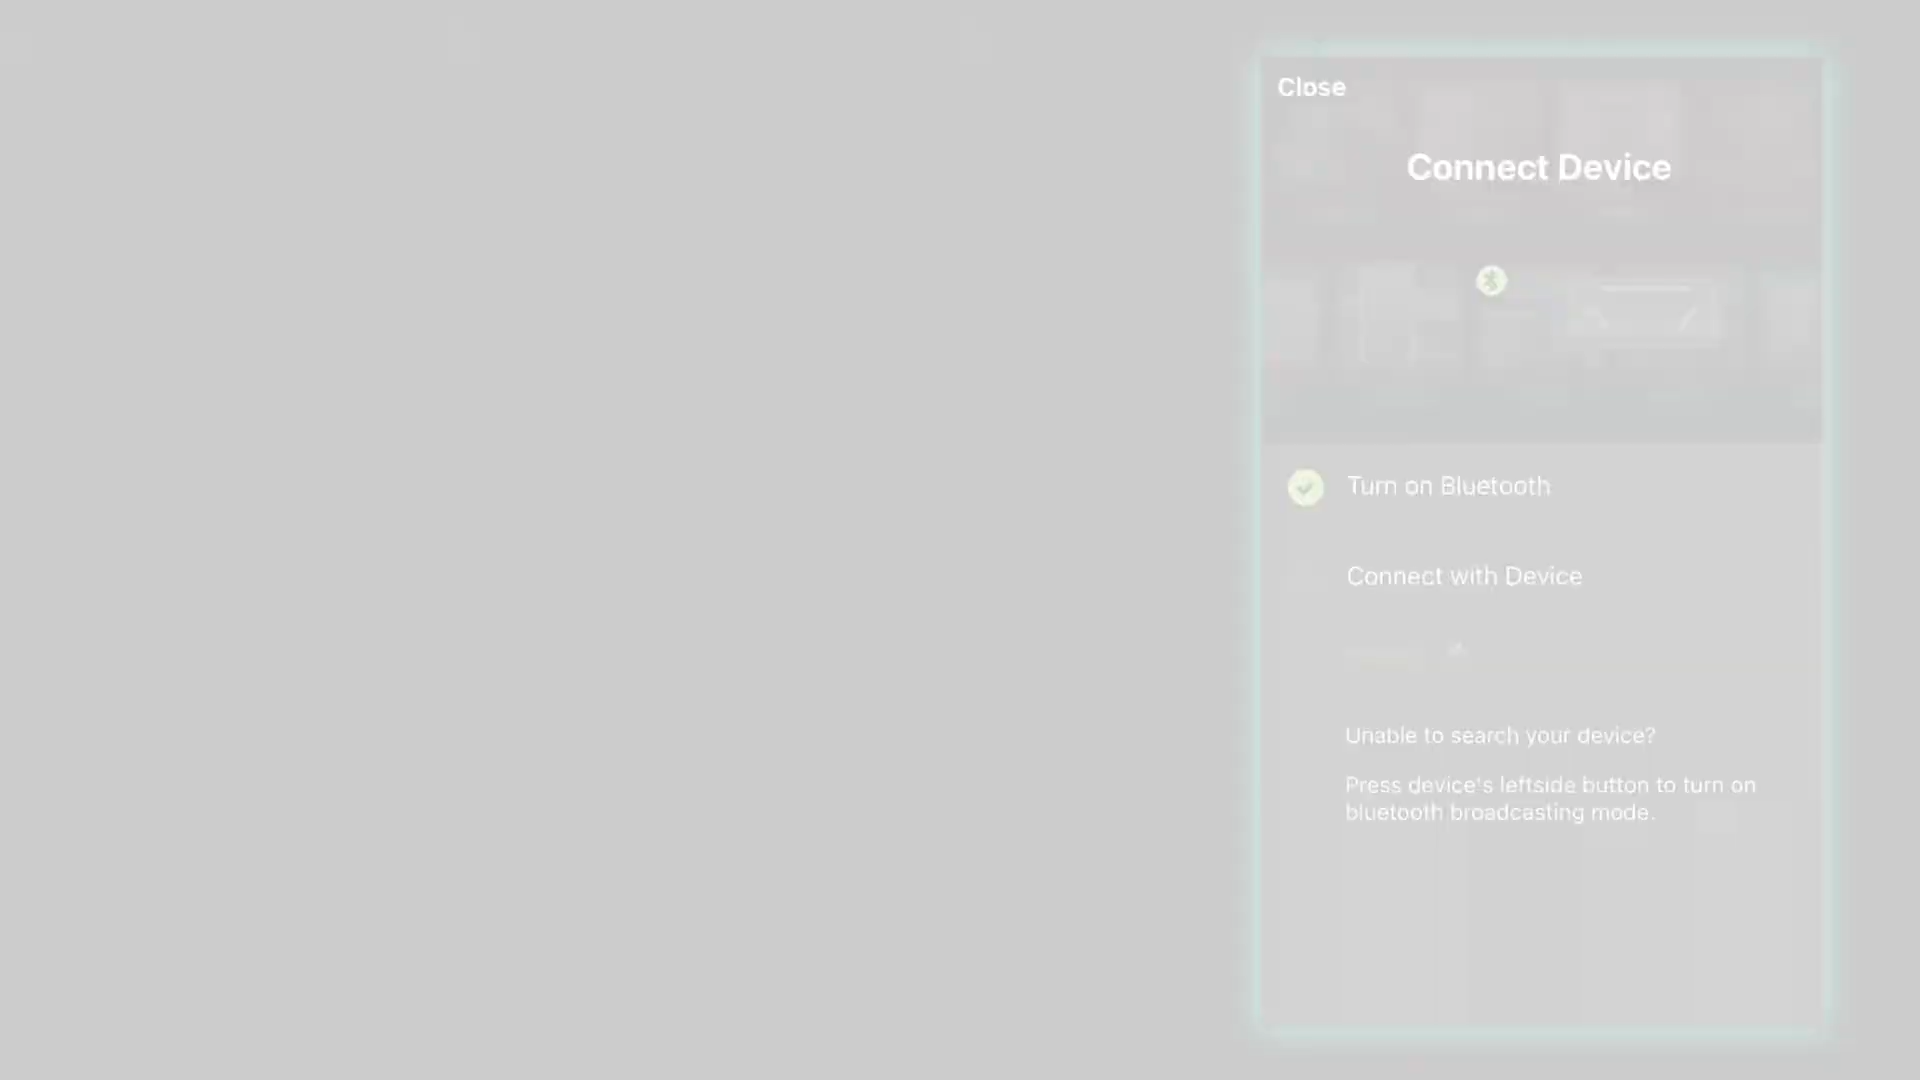 Close
Connect Device
Turn on Bluetooth
Connect with Device
Unable to search your device?
Press device's leftside button to turn on
bluetooth broadcasting mode.